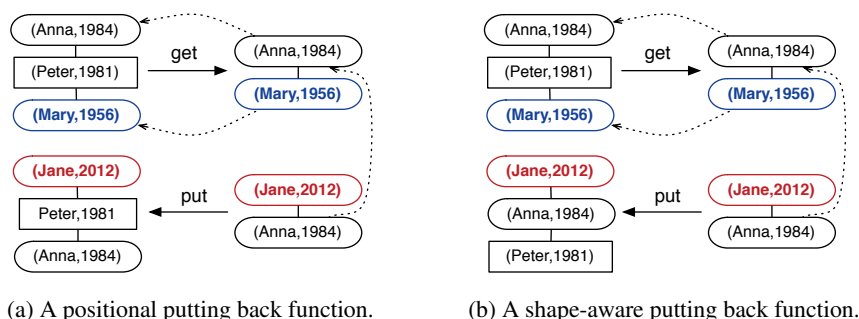 (Anna,1984)
(Peter,1981)
(Mary,1956)
get
(Anna,1984)
(Mary,1956)
(Jane,2012)
Peter,1981
(Anna,1984)
put
(Jane,2012)
(Anna,1984)
(a) A positional putting back function.
(Anna,1984)
(Peter,1981)
(Mary,1956)
get
(Anna,1984)
(Mary,1956)
(Jane,2012)
(Anna,1984)
(Peter,1981)
put
(Jane,2012)
(Anna,1984)
(b) A shape-aware putting back function.